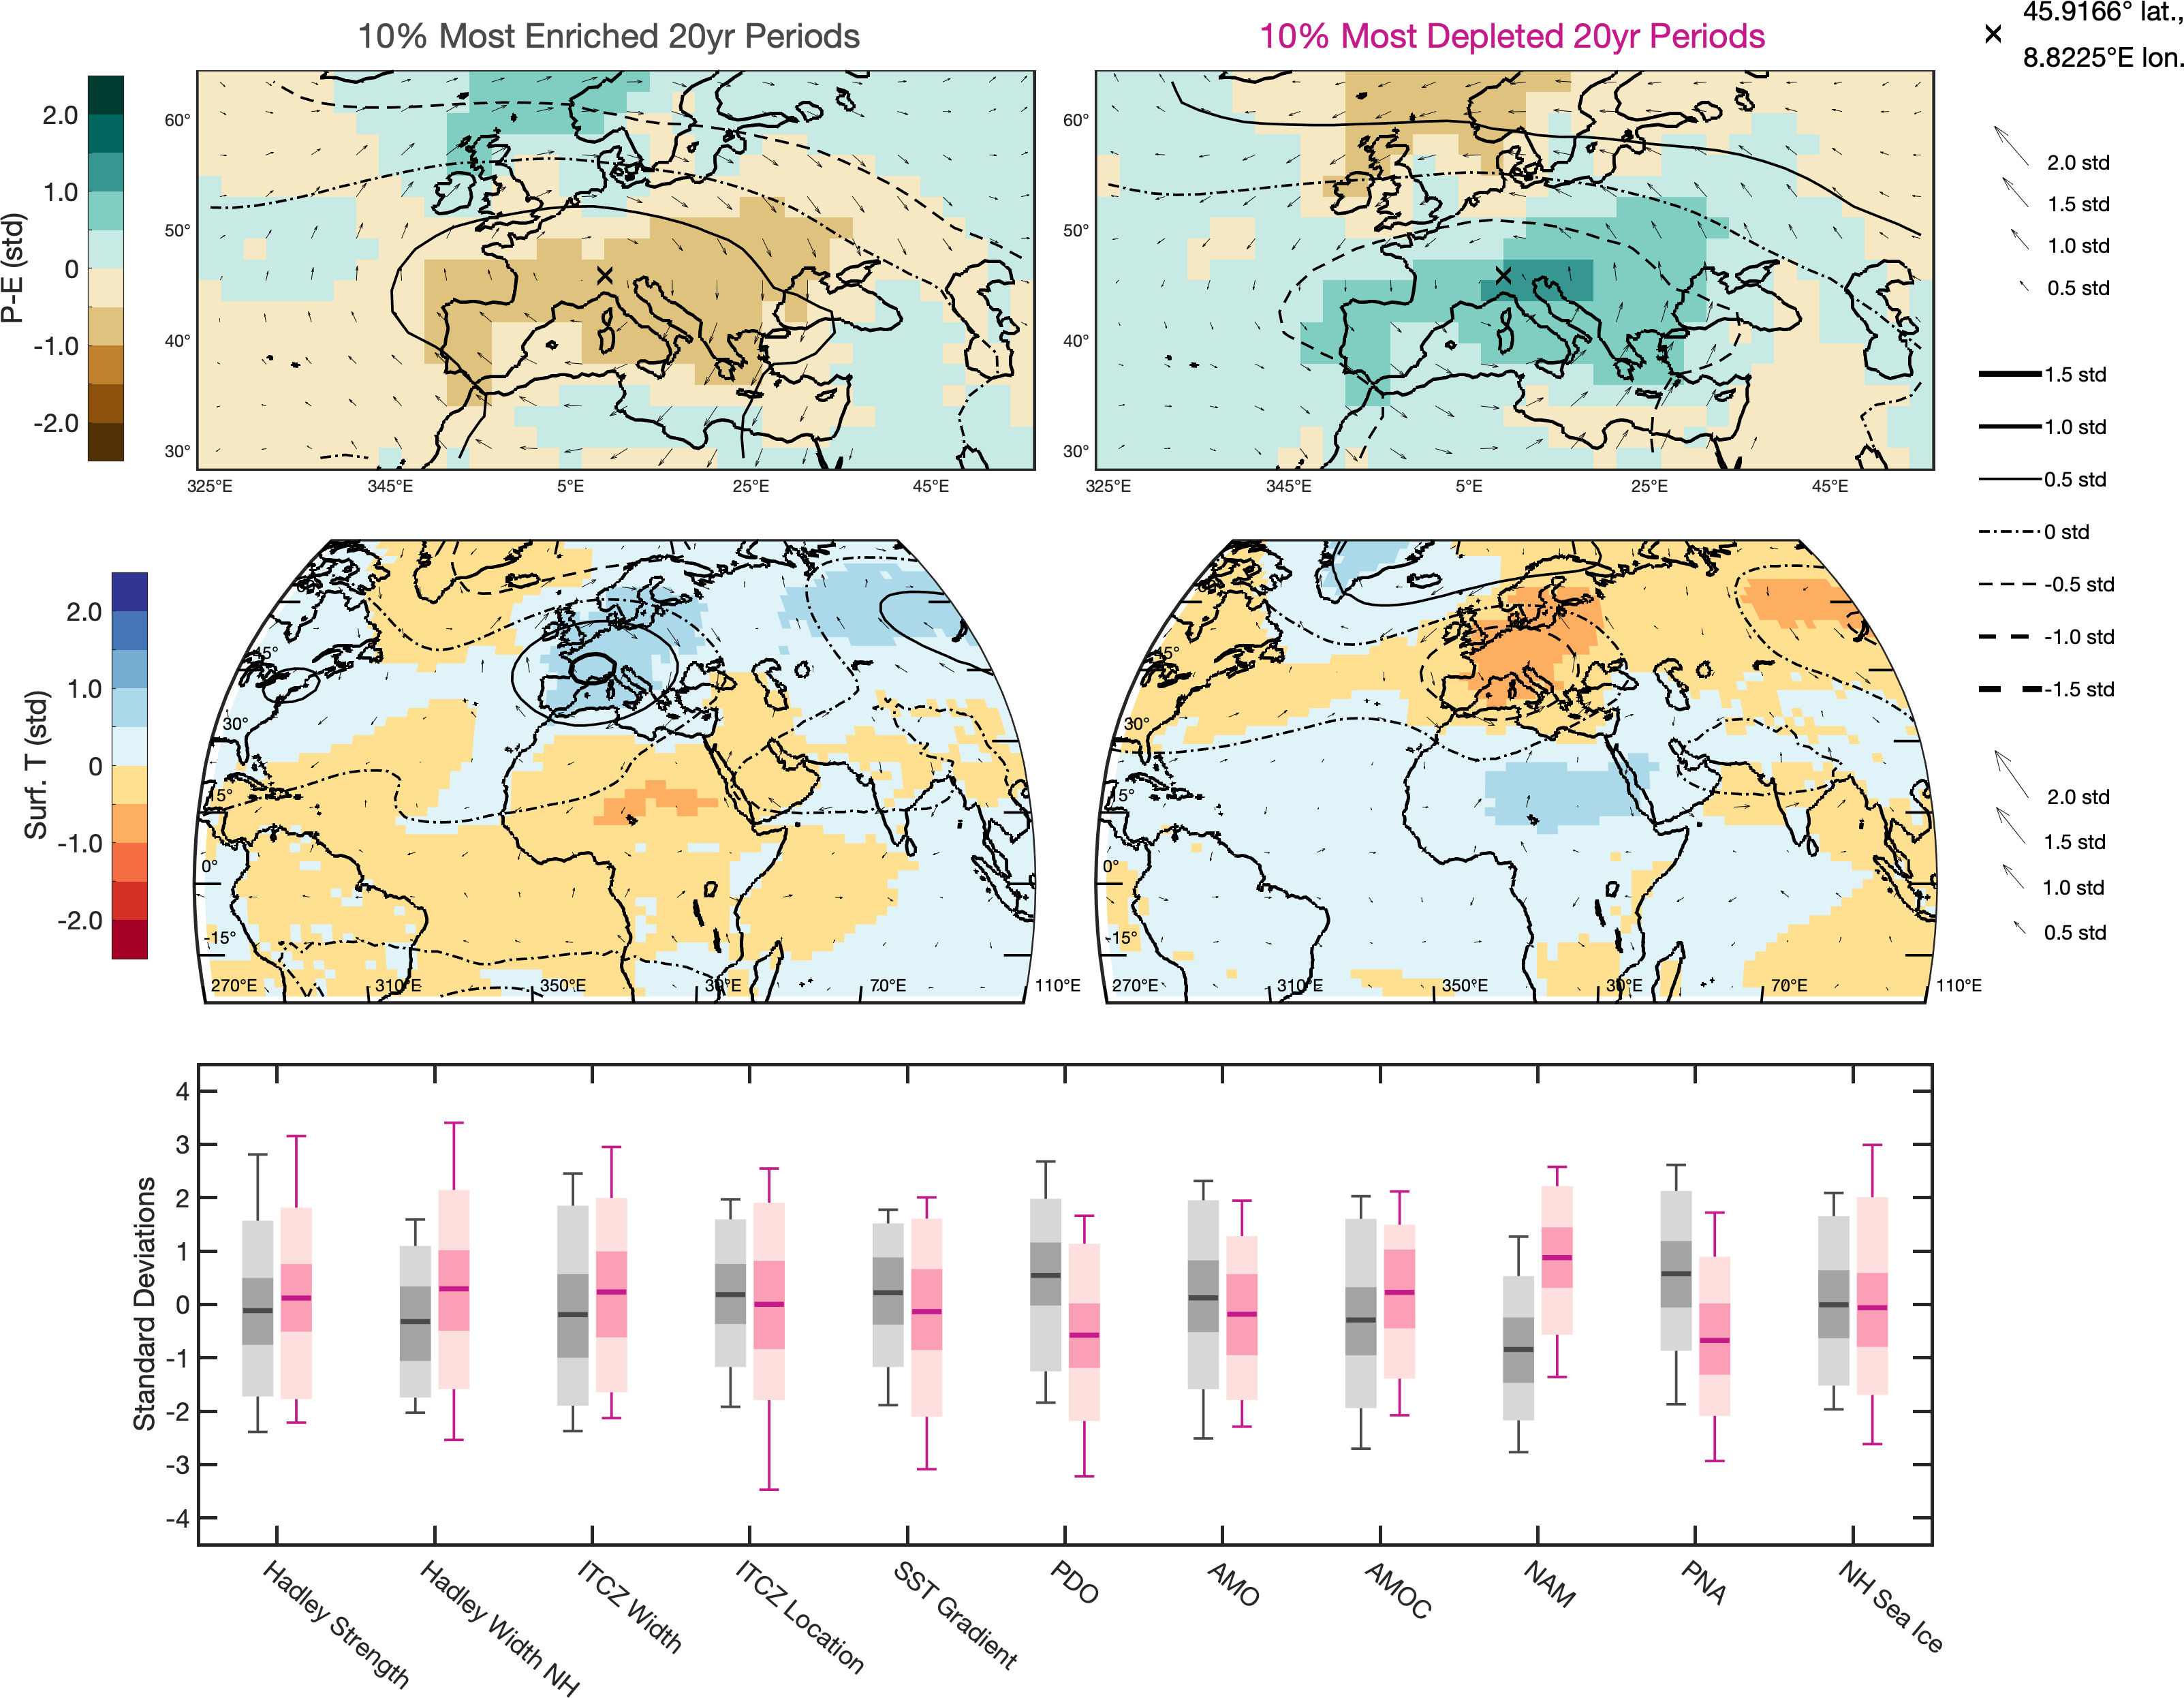 10% Most Enriched 20yr Periods
10% Most Depleted 20yr Periods
45.9166° lat.,
8.8225°E lon.
P-E (std)
2.0
1.0
0
-1.0
-2.0
60°
50°
40°
30°
325°E 345°E 5°E 25°E 45°E
60°
50°
40°
30°
325°E 345°E 5°E 25°E 45°E
2.0 std
1.5 std
1.0 std
0.5 std
1.5 std
1.0 std
0.5 std
0 std
-0.5 std
-1.0 std
-1.5 std
2.0 std
1.5 std
1.0 std
0.5 std
Surf. T (std)
2.0
1.0
0
-1.0
-2.0
45°
30°
15°
0°
-15°
270°E 310°E 350°E 30°E 70°E 110°E
45°
30°
15°
0°
-15°
270°E 310°E 350°E 30°E 70°E 110°E
Standard Deviations
4
3
2
1
0
-1
-2
-3
-4
Hadley Strength
Hadley Width NH
ITCZ Width
ITCZ Location
SST Gradient
PDO
AMO
AMOC
NAM
PNA
NH Sea Ice